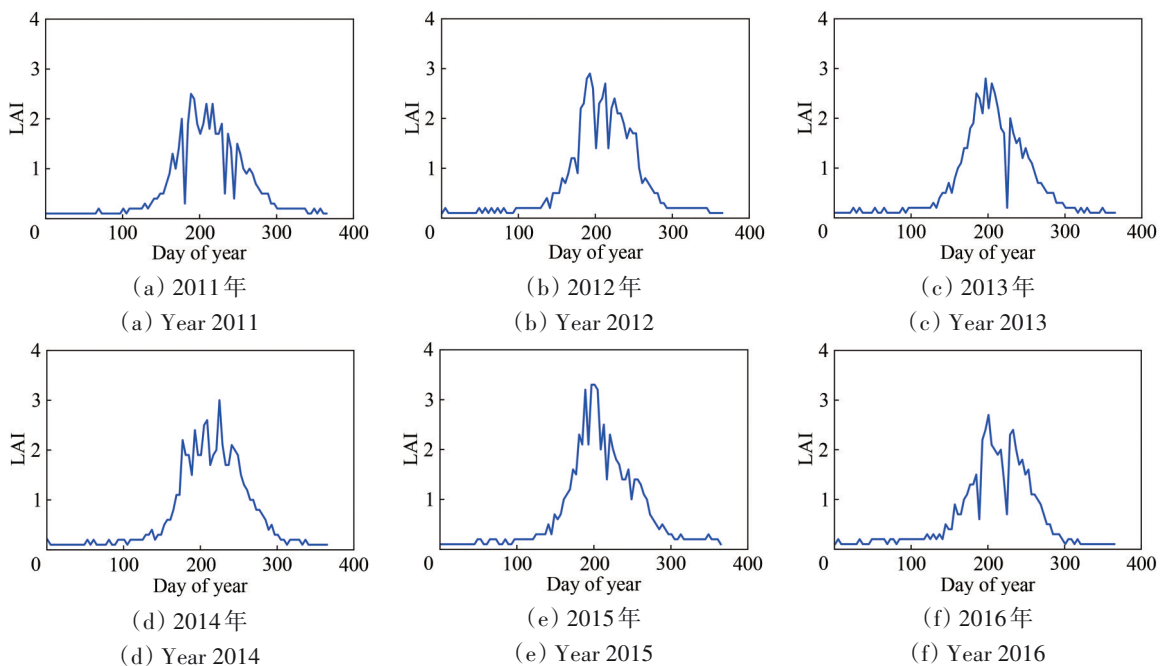 4
3
2
1
0
LAI
100
200
300
400
Day of year
(a) 2011年
(a) Year 2011
4
3
2
1
0
LAI
100
200
300
400
Day of year
(b) 2012年
(b) Year 2012
4
3
2
1
0
LAI
100
200
300
400
Day of year
(c) 2013年
(c) Year 2013
4
3
2
1
0
LAI
100
200
300
400
Day of year
(d) 2014年
(d) Year 2014
4
3
2
1
0
LAI
100
200
300
400
Day of year
(e) 2015年
(e) Year 2015
4
3
2
1
0
LAI
100
200
300
400
Day of year
(f) 2016年
(f) Year 2016